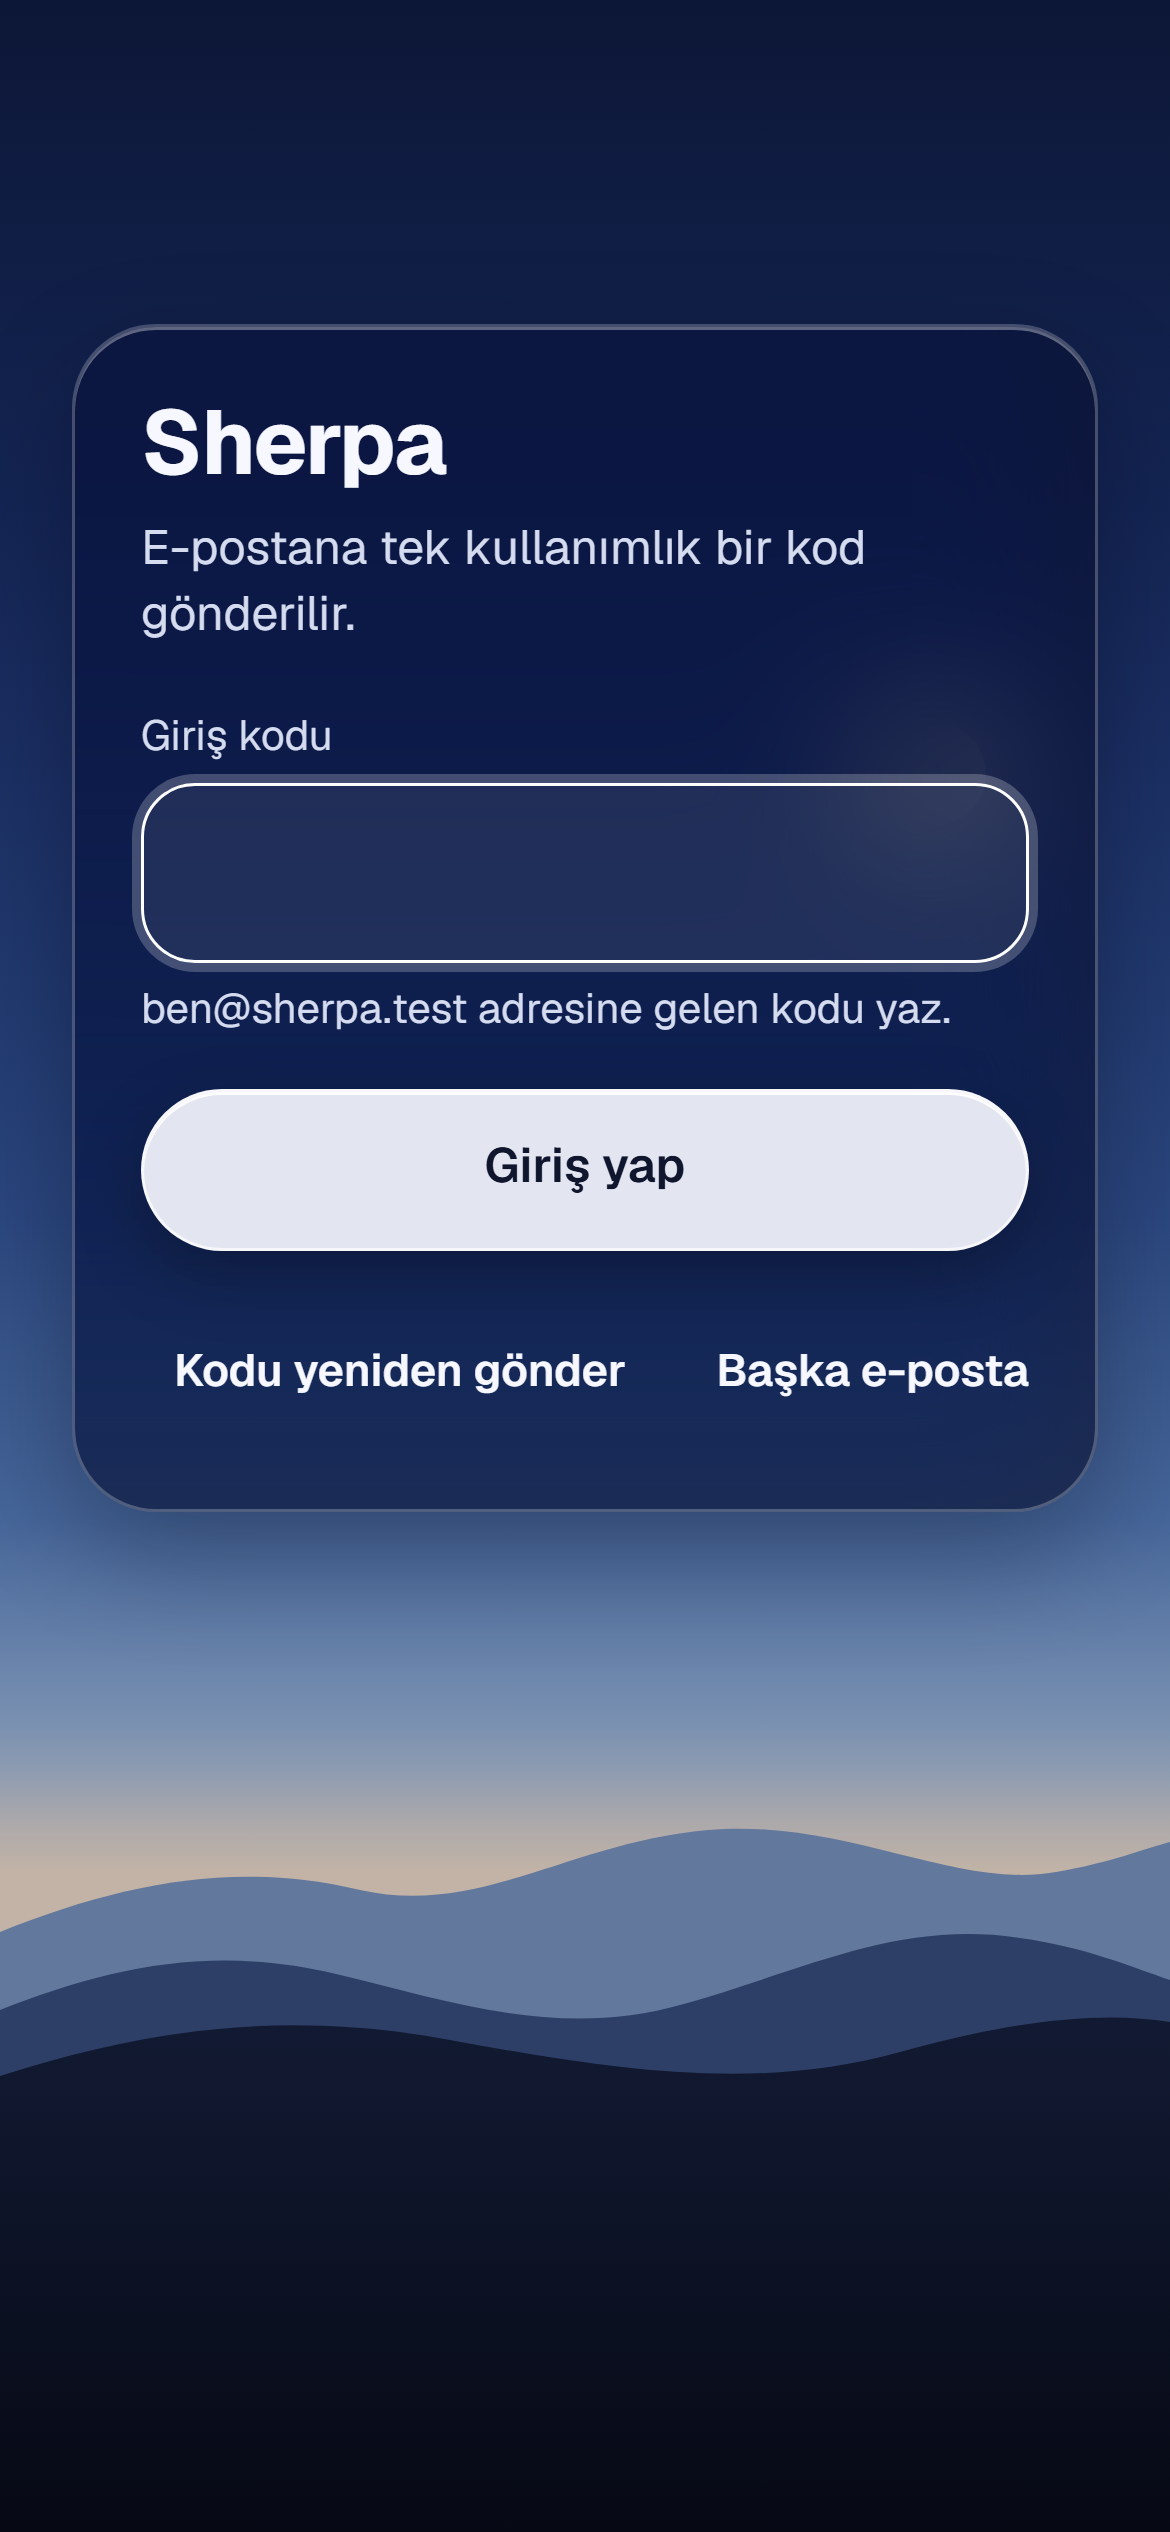 Sherpa
E-postana tek kullanımlık bir kod
gönderilir.
Giriş kodu
ben@sherpa.test adresine gelen kodu yaz.
Giriş yap
Kodu yeniden gönder Başka e-posta